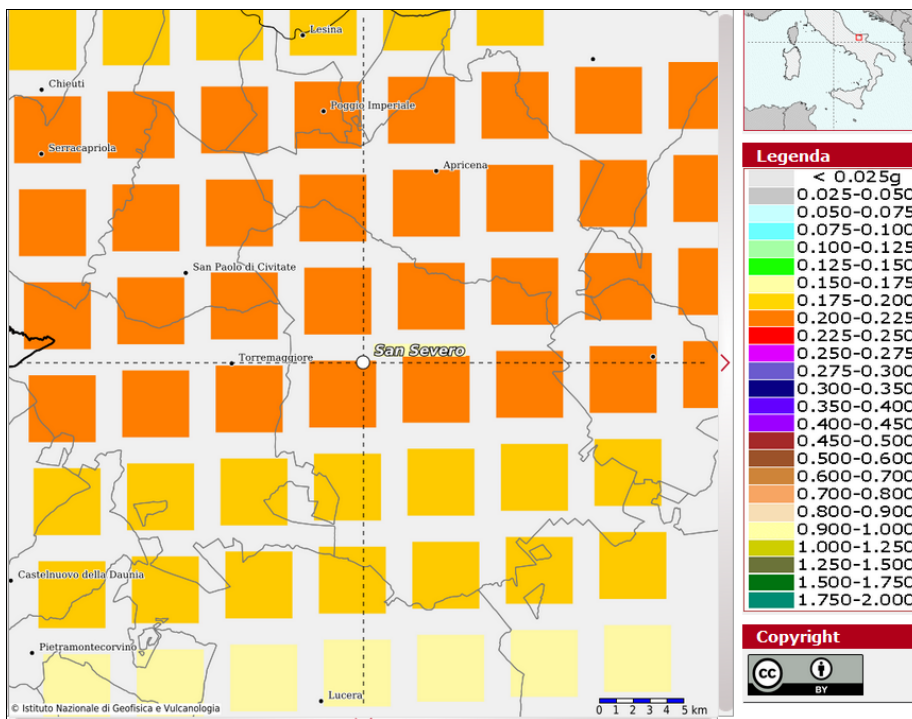 Lesina
Chieuti
Poggio Imperiale
Serracapriola
Apricena
San Paolo di Civitate
San Severo
Torremaggiore
Castelnuovo della Daunia
Pietramontecorvino
Lucera
© Istituto Nazionale di Geofisica e Vulcanologia
0 1 2 3 4 5 km
Legenda
< 0.025g
0.025-0.050
0.050-0.075
0.075-0.100
0.100-0.125
0.125-0.150
0.150-0.175
0.175-0.200
0.200-0.225
0.225-0.250
0.250-0.275
0.275-0.300
0.300-0.350
0.350-0.400
0.400-0.450
0.450-0.500
0.500-0.600
0.600-0.700
0.700-0.800
0.800-0.900
0.900-1.000
1.000-1.250
1.250-1.500
1.500-1.750
1.750-2.000
Copyright
cc
BY